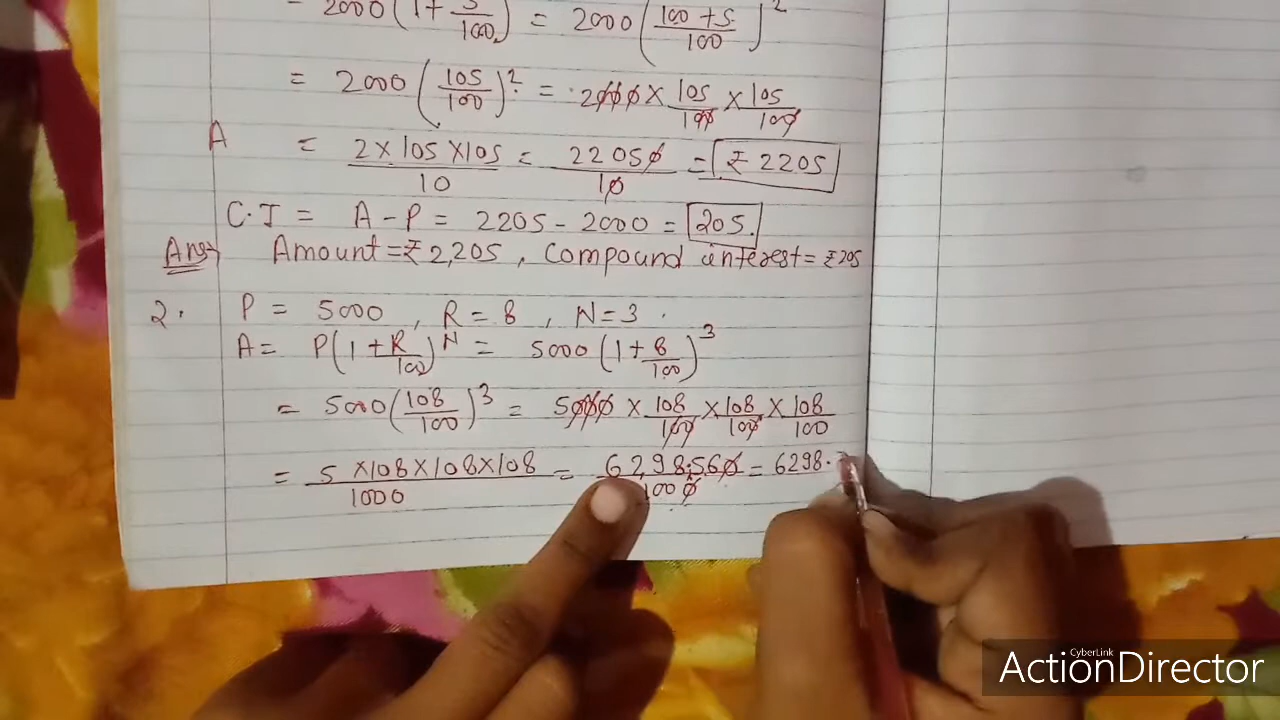 = 2000 (1 + 5/100) = 2000 (100 + 5/100)²
= 2000 (105/100)² = 2000 × 105/100 × 105/100
A = 2 × 105 × 105/10 = 22050/10 = ₹ 2205
C.I = A - P = 2205 - 2000 = 205.
Ans Amount = ₹ 2,205 , Compound interest = ₹ 205
2. P = 5000 , R = 8 , N = 3 .
A = P(1 + R/100)ᴺ = 5000 (1 + 8/100)³
= 5000 (108/100)³ = 5000 × 108/100 × 108/100 × 108/100
= 5 × 108 × 108 × 108/1000 = 6298.560/1000 = 6298.
CyberLink
ActionDirector